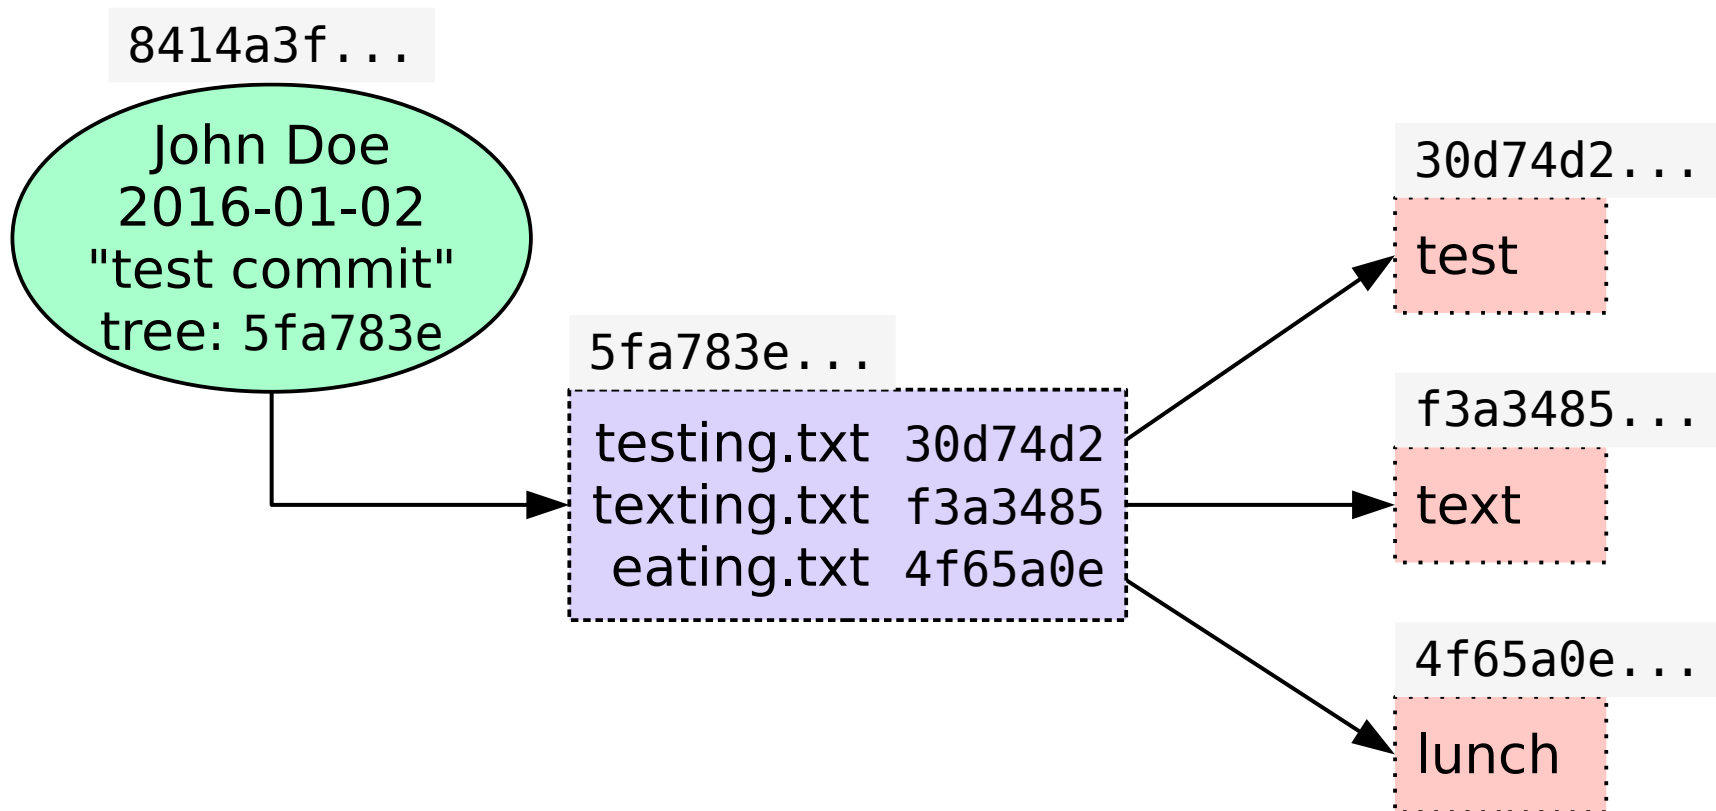 8414a3f...
John Doe
2016-01-02
"test commit"
tree: 5fa783e
5fa783e...
testing.txt 30d74d2
texting.txt f3a3485
eating.txt 4f65a0e
30d74d2...
test
f3a3485...
text
4f65a0e...
lunch